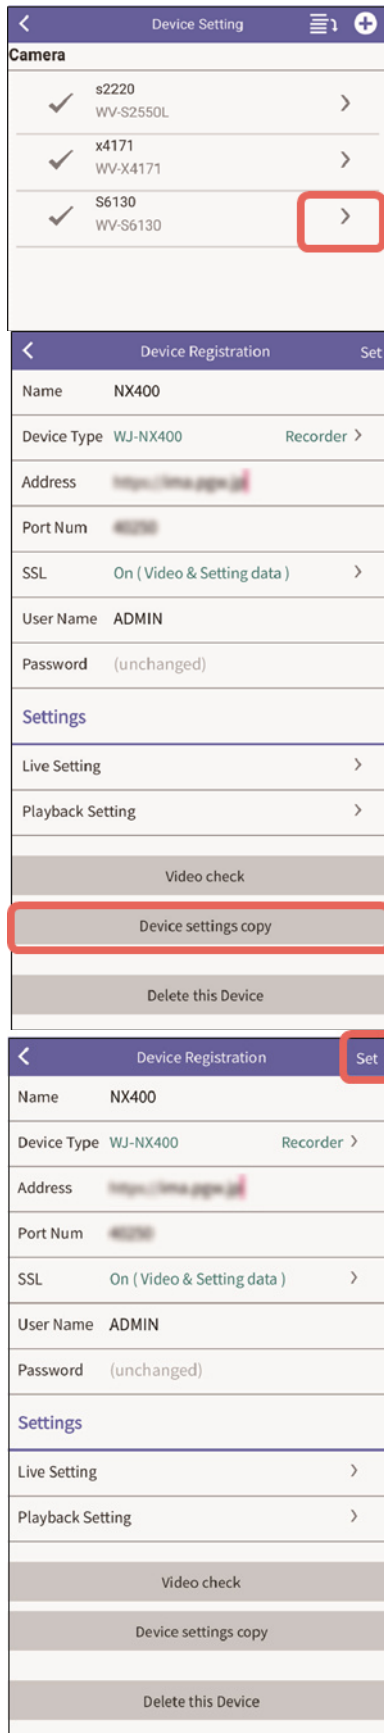 Device Setting
Camera
s2220
WV-S2550L
x4171
WV-X4171
S6130
WV-S6130
Device Registration Set
Name NX400
Device Type WJ-NX400 Recorder
Address
Port Num
SSL On ( Video & Setting data )
User Name ADMIN
Password (unchanged)
Settings
Live Setting
Playback Setting
Video check
Device settings copy
Delete this Device
Device Registration Set
Name NX400
Device Type WJ-NX400 Recorder
Address
Port Num
SSL On ( Video & Setting data )
User Name ADMIN
Password (unchanged)
Settings
Live Setting
Playback Setting
Video check
Device settings copy
Delete this Device